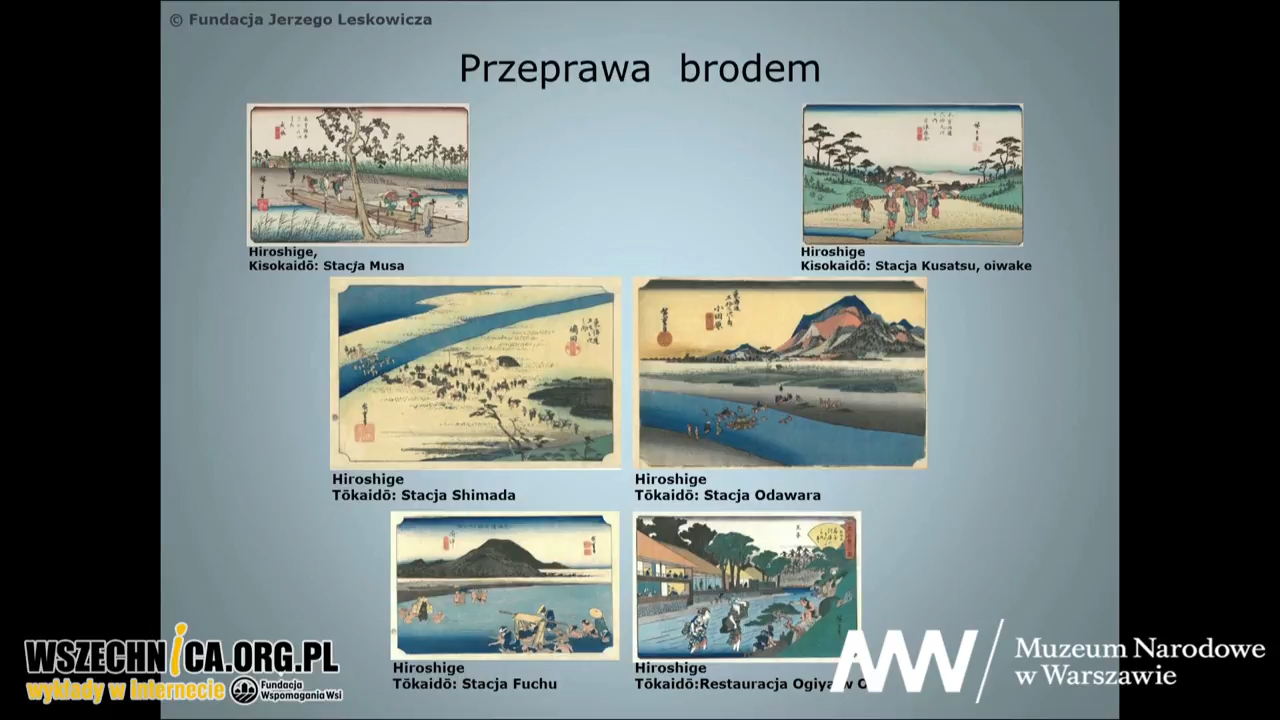 © Fundacja Jerzego Leskowicza
Przeprawa brodem
Hiroshige,
Kisokaidō: Stacja Musa
Hiroshige
Kisokaidō: Stacja Kusatsu, oiwake
Hiroshige
Tōkaidō: Stacja Shimada
Hiroshige
Tōkaidō: Stacja Odawara
Hiroshige
Tōkaidō: Stacja Fuchu
Hiroshige
Tōkaidō:Restauracja Ogiya w
WSZECHNICA.ORG.PL
wykłady w Internecie
Fundacja
Wspomagania Wsi
Muzeum Narodowe
w Warszawie